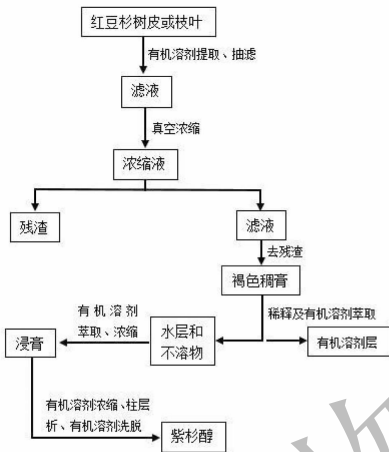 红豆杉树皮或枝叶
有机溶剂提取、抽滤
滤液
真空浓缩
浓缩液
残渣
滤液
去残渣
褐色稠膏
稀释及有机溶剂萃取
有机溶剂
萃取、浓缩
水层和
不溶物
浸膏
有机溶剂层
有机溶剂浓缩、柱层
析、有机溶剂洗脱
紫杉醇